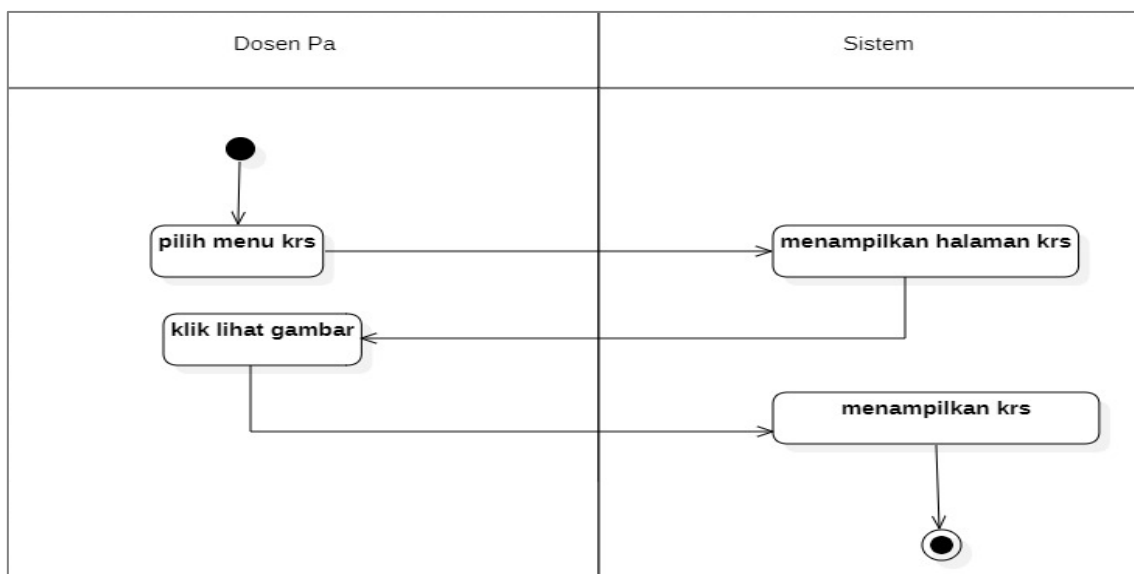 Dosen Pa
Sistem
pilih menu krs
menampilkan halaman krs
klik lihat gambar
menampilkan krs